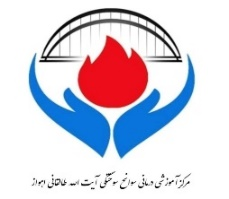 مرکز آموزشی درمانی سوانح سوختگی آیت الله طالقانی اهواز